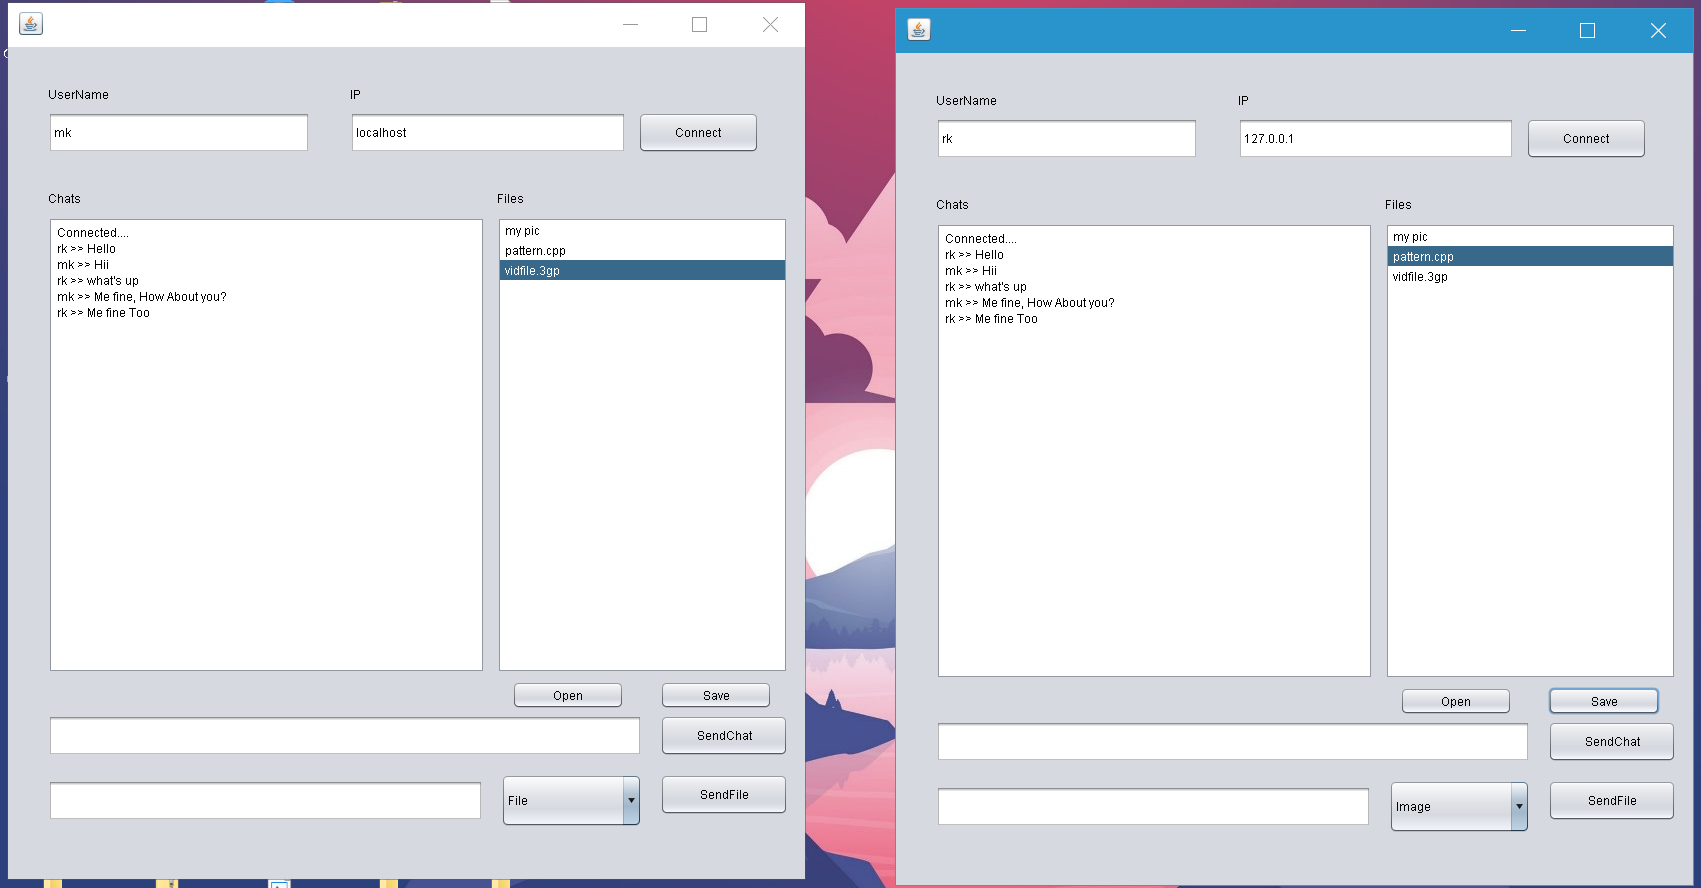 UserName
IP
mk
localhost
Connect
Chats
Files
Connected....
rk >> Hello
mk >> Hii
rk >> what's up
mk >> Me fine, How About you?
rk >> Me fine Too
my pic
pattern.cpp
vidfile.3gp
Open
Save
SendChat
File
SendFile
UserName
IP
rk
127.0.0.1
Connect
Chats
Files
Connected....
rk >> Hello
mk >> Hii
rk >> what's up
mk >> Me fine, How About you?
rk >> Me fine Too
my pic
pattern.cpp
vidfile.3gp
Open
Save
SendChat
Image
SendFile